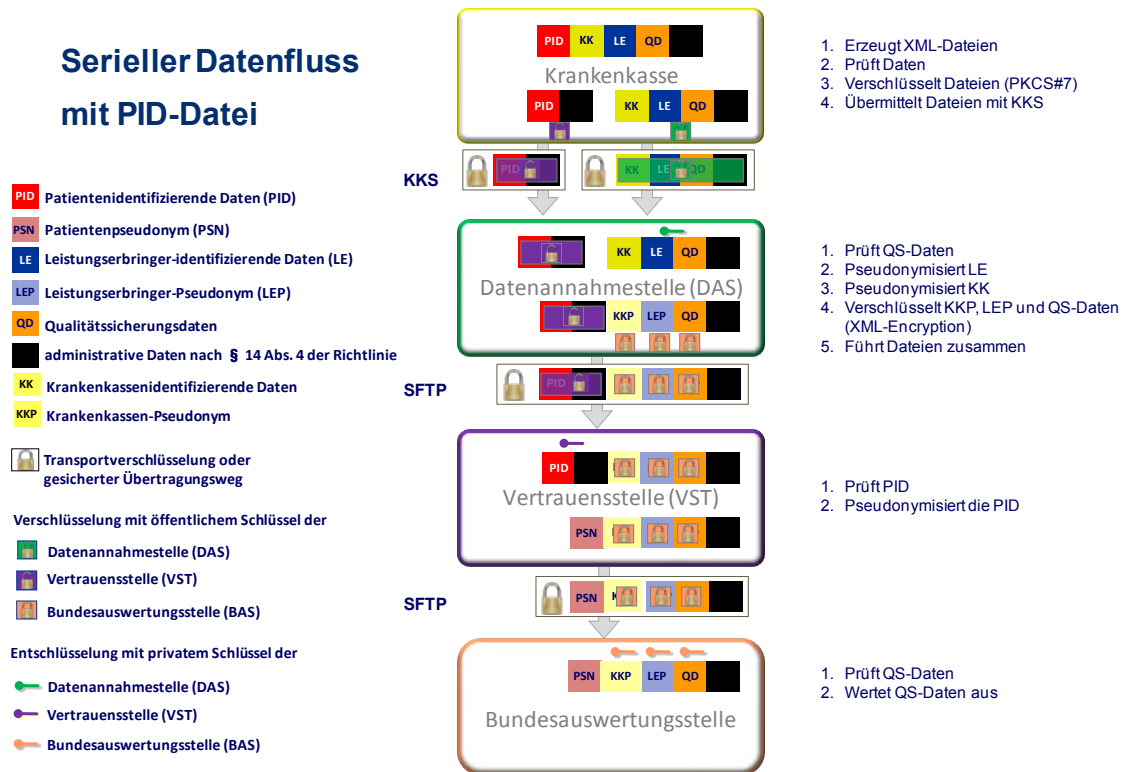 Serieller Datenfluss
mit PID-Datei
PID KK LE QD
Krankenkasse
PID KK LE QD
1. Erzeugt XML-Dateien
2. Prüft Daten
3. Verschlüsselt Dateien (PKCS#7)
4. Übermittelt Dateien mit KKS
KKS
PID KK LE QD
PID Patientenidentifizierende Daten (PID)
PSN Patientenpseudonym (PSN)
LE Leistungserbringer-identifizierende Daten (LE)
LEP Leistungserbringer-Pseudonym (LEP)
QD Qualitätssicherungsdaten
administrative Daten nach § 14 Abs. 4 der Richtlinie
KK Krankenkassenidentifizierende Daten
KKP Krankenkassen-Pseudonym
Transportverschlüsselung oder
gesicherter Übertragungsweg
Verschlüsselung mit öffentlichem Schlüssel der
Datenannahmestelle (DAS)
Vertrauensstelle (VST)
Bundesauswertungsstelle (BAS)
Entschlüsselung mit privatem Schlüssel der
Datenannahmestelle (DAS)
Vertrauensstelle (VST)
Bundesauswertungsstelle (BAS)
KK LE QD
Datenannahmestelle (DAS)
KKP LEP QD
1. Prüft QS-Daten
2. Pseudonymisiert LE
3. Pseudonymisiert KK
4. Verschlüsselt KKP, LEP und QS-Daten
(XML-Encryption)
5. Führt Dateien zusammen
SFTP
PID
PID
Vertrauensstelle (VST)
PSN
1. Prüft PID
2. Pseudonymisiert die PID
SFTP
PSN
PSN KKP LEP QD
Bundesauswertungsstelle
1. Prüft QS-Daten
2. Wertet QS-Daten aus